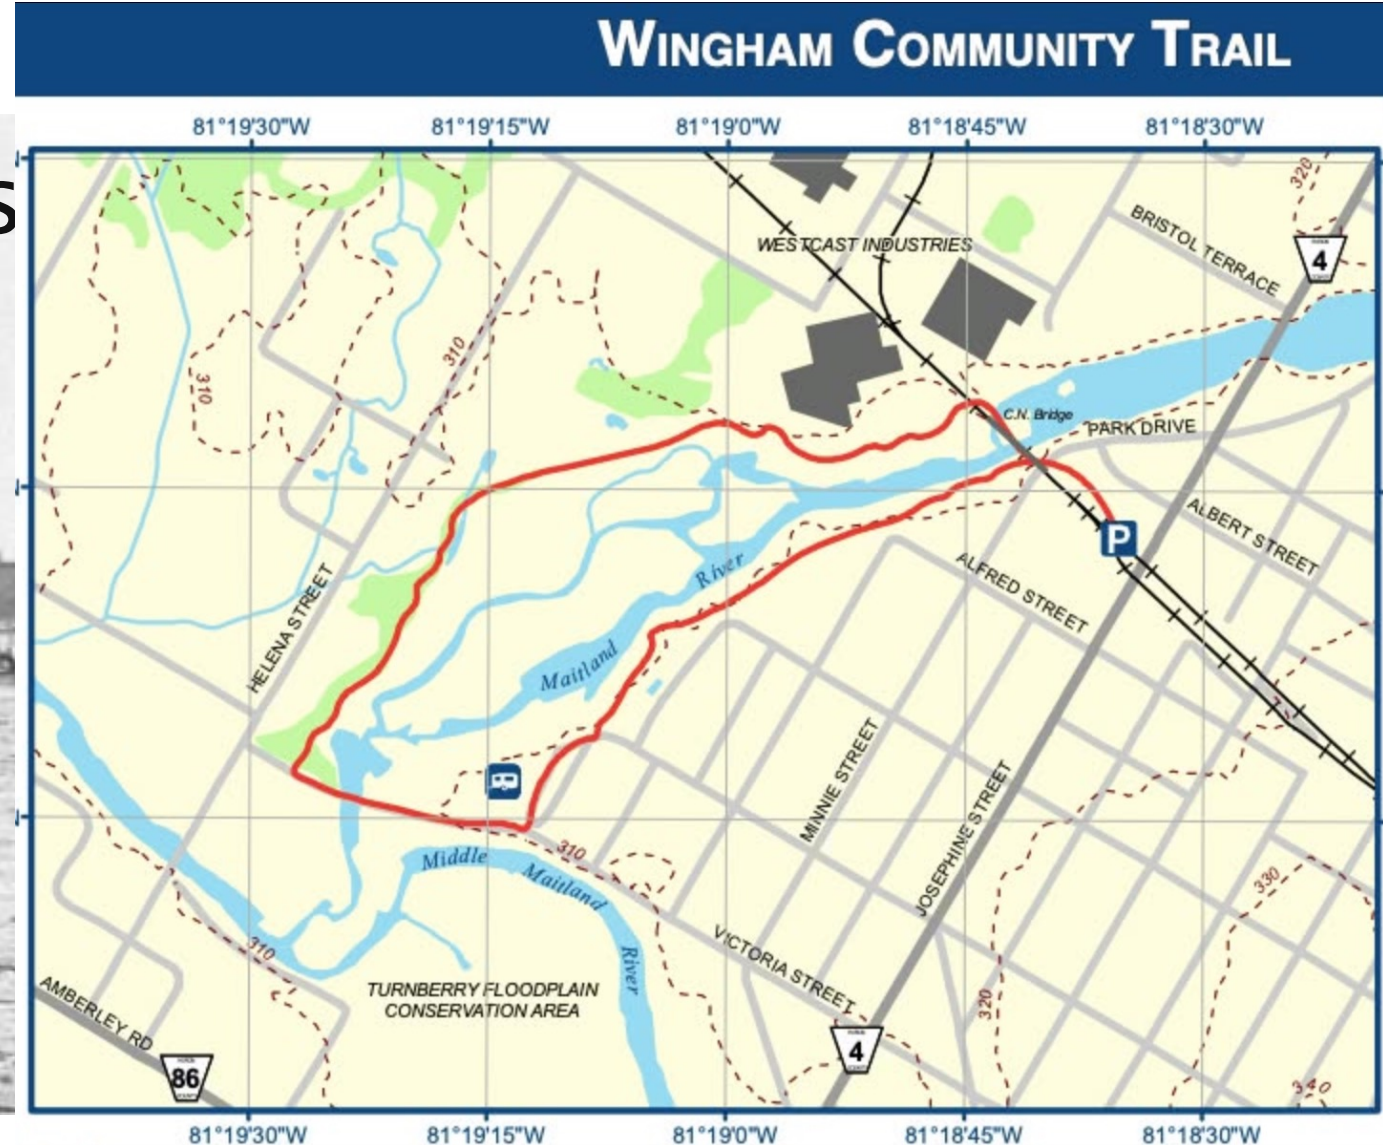 WINGHAM COMMUNITY TRAIL
81°19'30"W 81°19'15"W 81°19'0"W 81°18'45"W 81°18'30"W
320
BRISTOL TERRACE
4
WESTCAST INDUSTRIES
310
310
C.N. Bridge
PARK DRIVE
ALBERT STREET
P
ALFRED STREET
River
HELENA STREET
Maitland
MINNIE STREET
JOSEPHINE STREET
310
Middle
Maitland
River
330
VICTORIA STREET
310
TURNBERRY FLOODPLAIN
CONSERVATION AREA
320
AMBERLEY RD
86
4
340
81°19'30"W 81°19'15"W 81°19'0"W 81°18'45"W 81°18'30"W